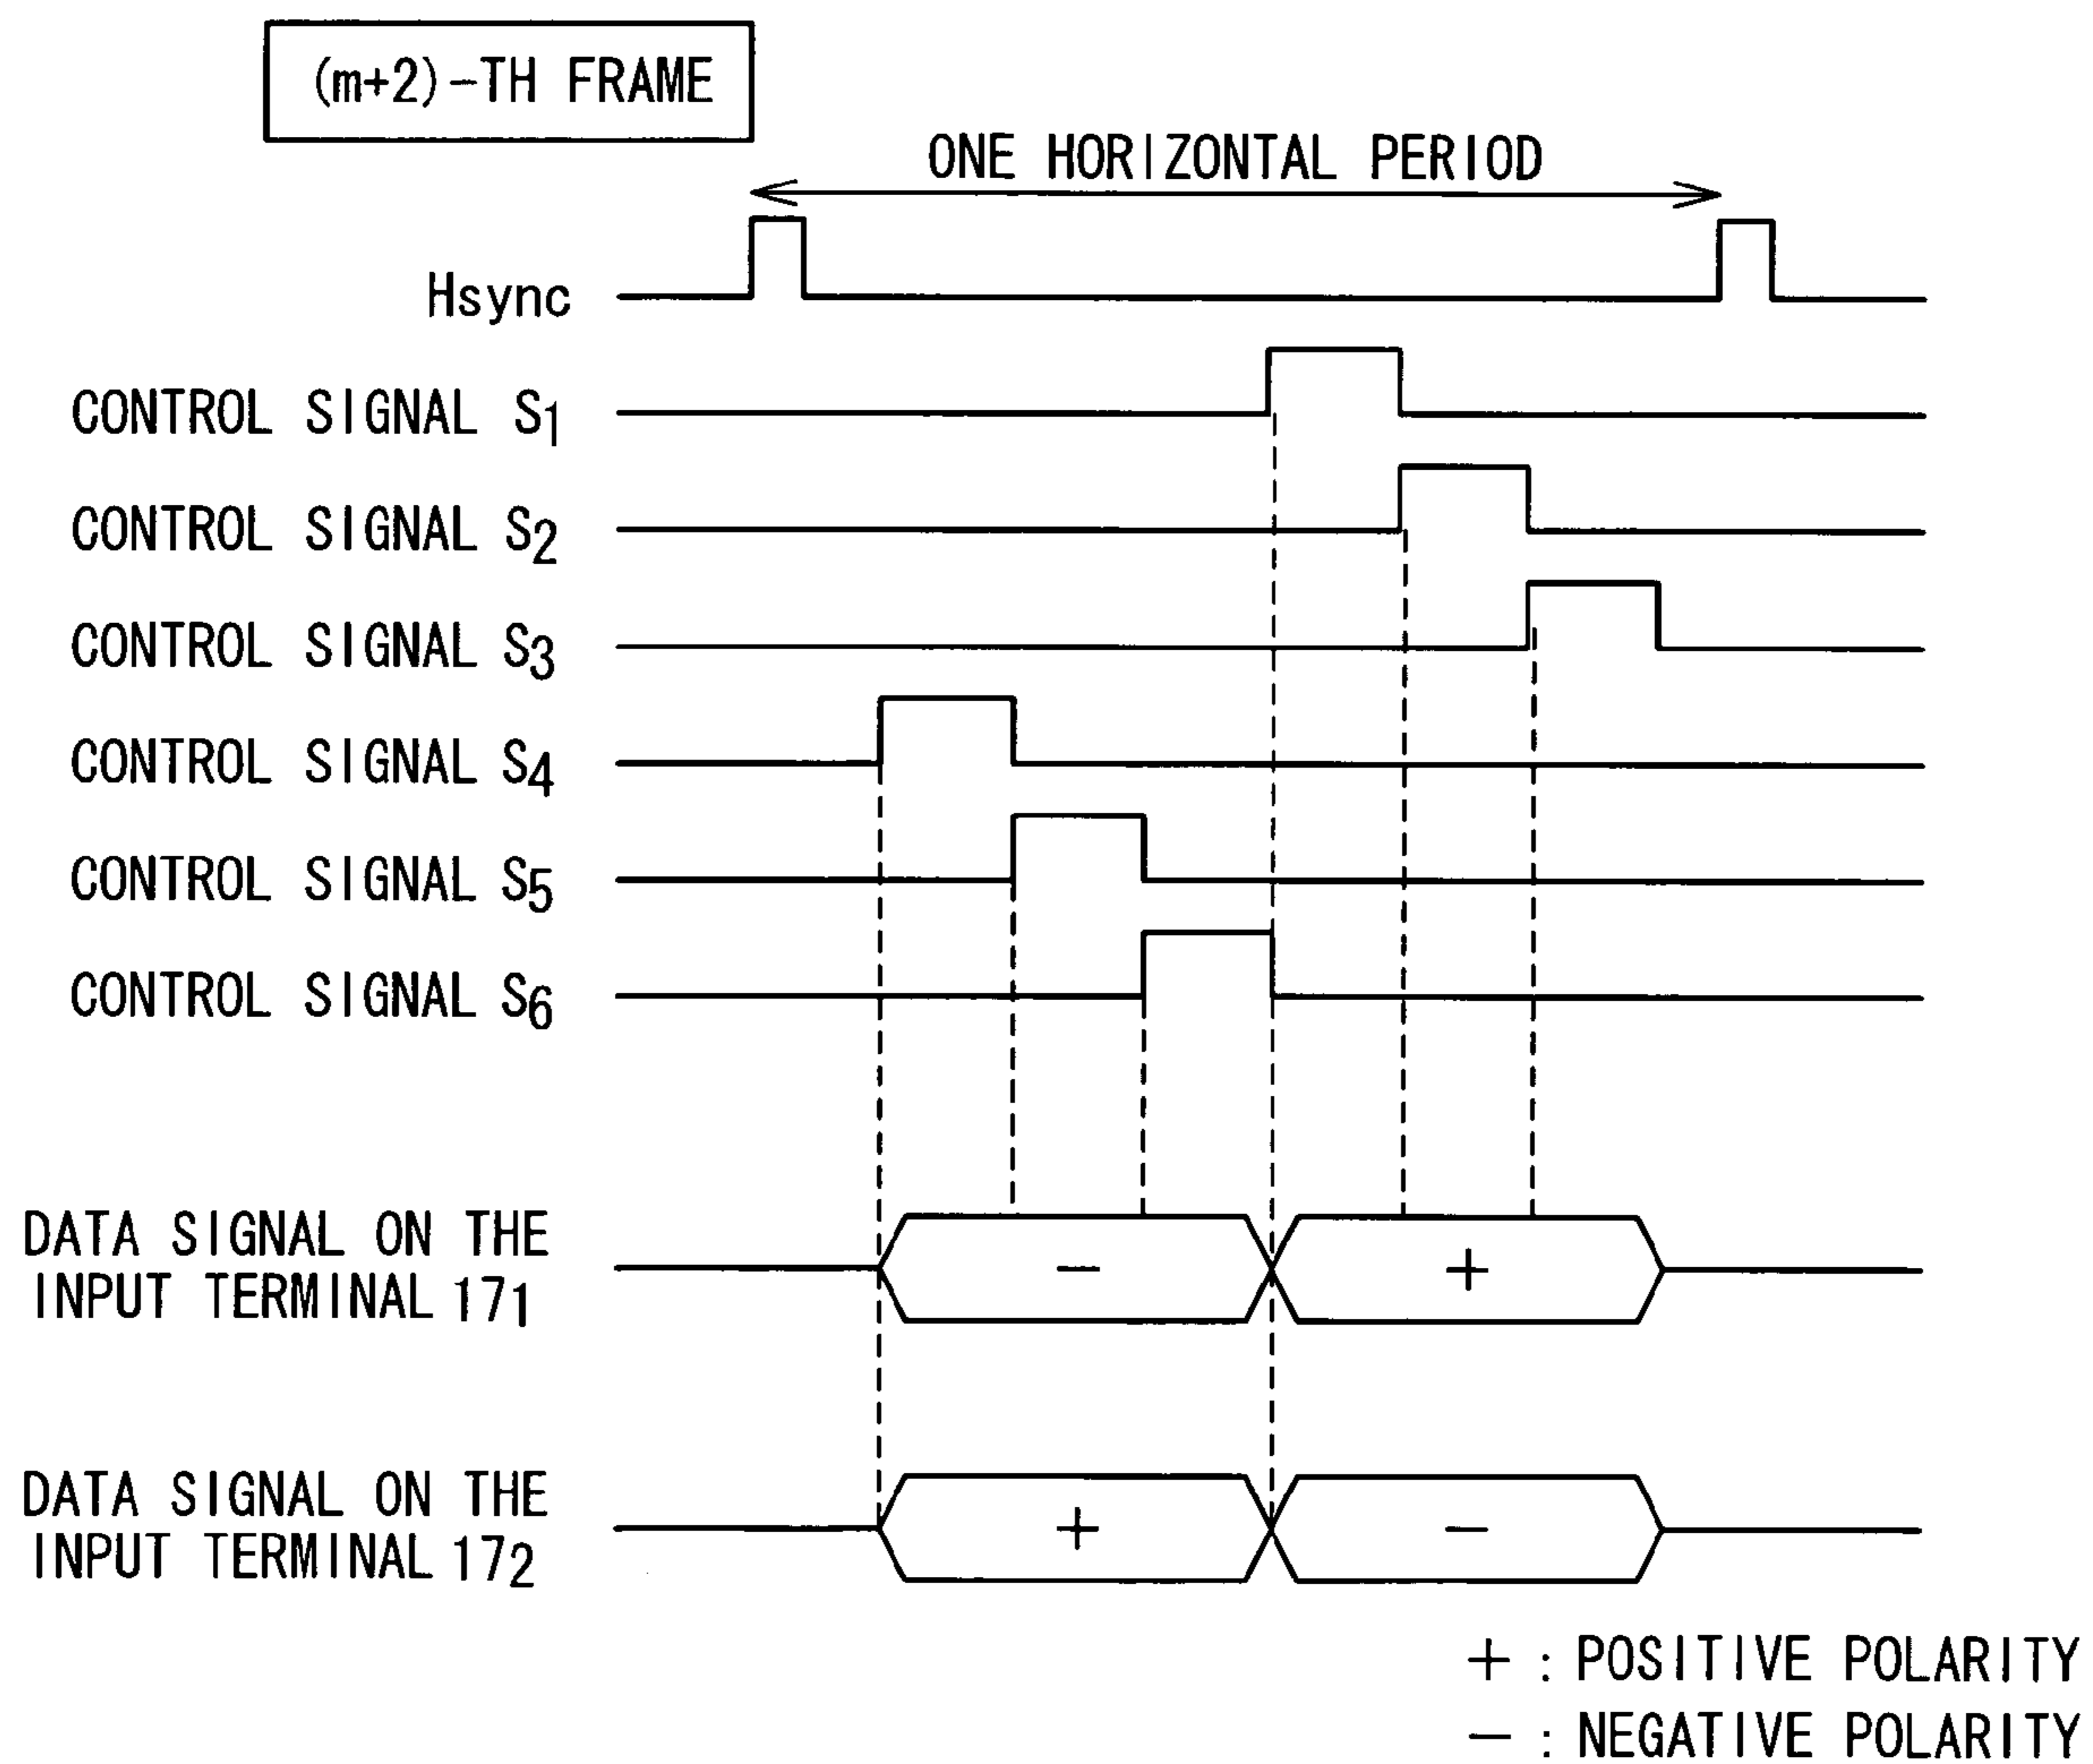 (m+2)-TH FRAME
ONE HORIZONTAL PERIOD
Hsync
CONTROL SIGNAL S1
CONTROL SIGNAL S2
CONTROL SIGNAL S3
CONTROL SIGNAL S4
CONTROL SIGNAL S5
CONTROL SIGNAL S6
DATA SIGNAL ON THE
INPUT TERMINAL 171
− +
DATA SIGNAL ON THE
INPUT TERMINAL 172
+ −
+ : POSITIVE POLARITY
− : NEGATIVE POLARITY